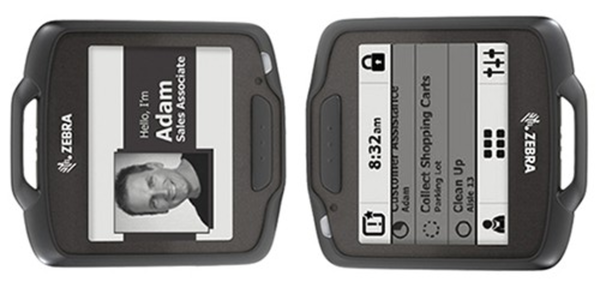 ZEBRA
Hello, I'm
Adam
Sales Associate
ZEBRA
8:32am
Customer Assistance
Adam
Collect Shopping Carts
Parking Lot
Clean Up
Aisle 13